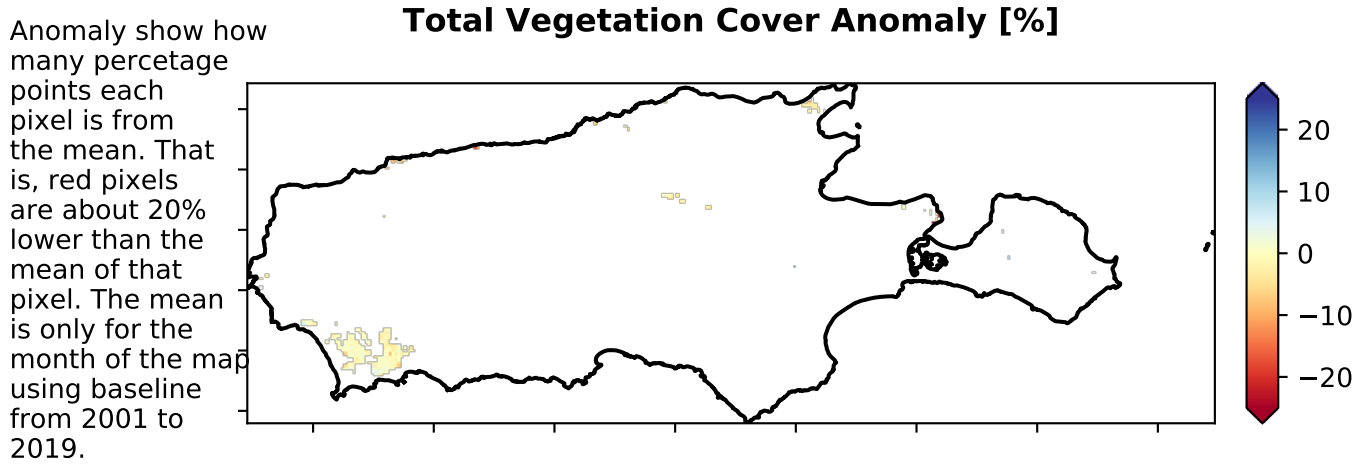 Total Vegetation Cover Anomaly [%]
Anomaly show how
many percetage
points each
pixel is from
the mean. That
is, red pixels
are about 20%
lower than the
mean of that
pixel. The mean
is only for the
month of the map
using baseline
from 2001 to
2019.
20
10
0
−10
−20